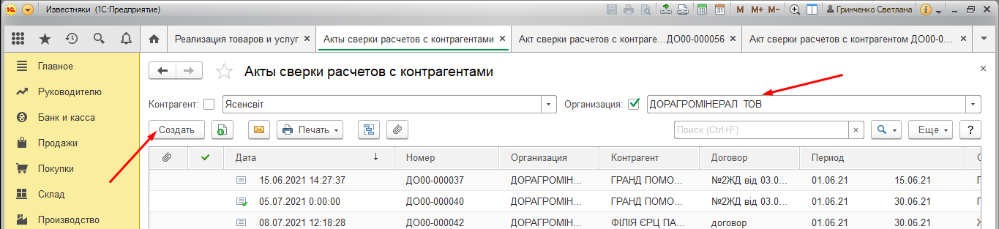 Известняки (1С:Предприятие) M M+ M- Гринченко Светлана
Реализация товаров и услуг Акты сверки расчетов с контрагентами Акт сверки расчетов с контраге...ДО00-000056 Акт сверки расчетов с контрагентом ДО00-0...
Главное
Руководителю
Банк и касса
Продажи
Покупки
Склад
Производство
Акты сверки расчетов с контрагентами
Контрагент: Ясенсвіт Организация: ДОРАГРОМІНЕРАЛ ТОВ
Создать Печать Поиск (Ctrl+F) Еще ?
Дата Номер Организация Контрагент Договор Период
15.06.2021 14:27:37 ДО00-000037 ДОРАГРОМІН... ГРАНД ПОМО... №2ЖД від 03.0... 01.06.21 15.06.21
05.07.2021 0:00:00 ДО00-000040 ДОРАГРОМІН... ГРАНД ПОМО... №2ЖД від 03.0... 01.06.21 30.06.21
08.07.2021 12:18:28 ДО00-000042 ДОРАГРОМІН... ФІЛІЯ ЄРЦ ПА... договор 01.06.21 30.06.21